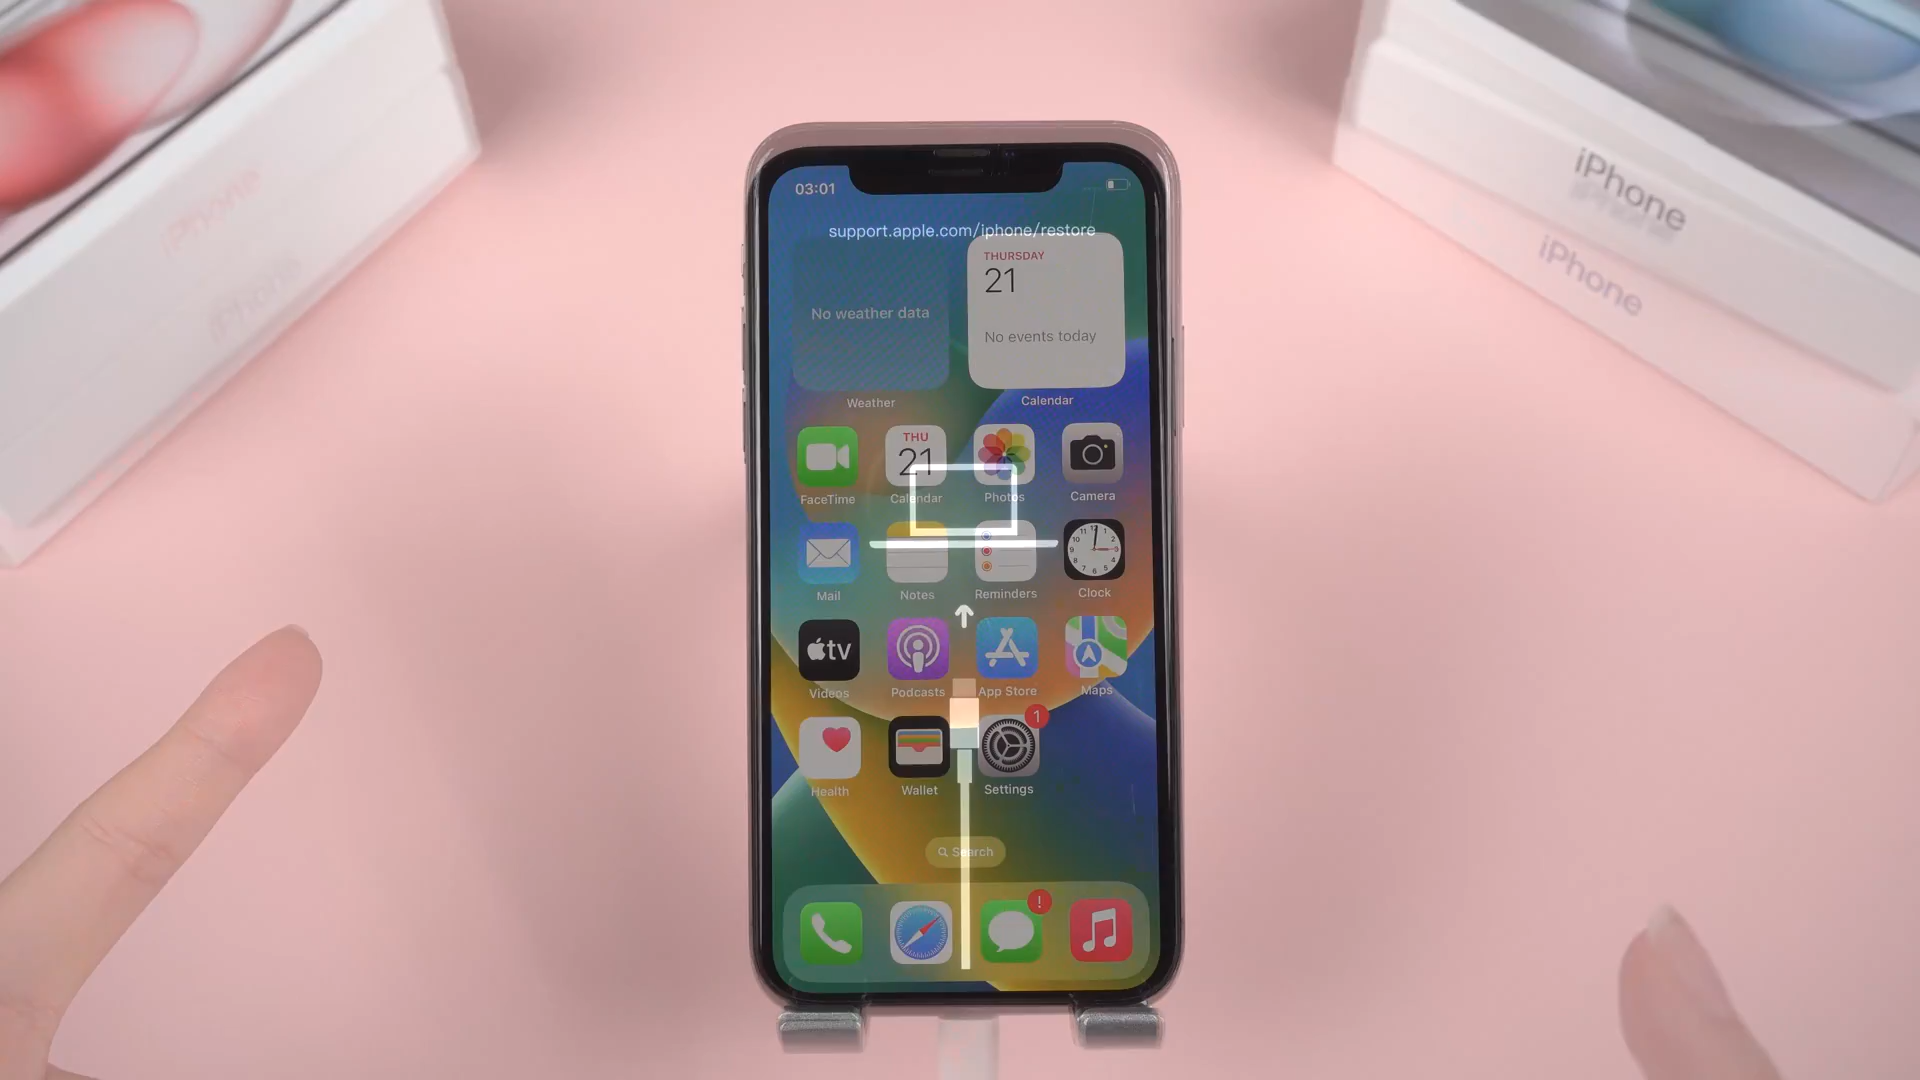 iPhone
iPhone
iPhone
iPhone
03:01
support.apple.com/iphone/restore
THURSDAY
21
No weather data
No events today
Weather
Calendar
THU
21
FaceTime
Calendar
Photos
Camera
Mail
Notes
Reminders
Clock
tv
Videos
Podcasts
App Store
Maps
1
Health
Wallet
Settings
Search
!